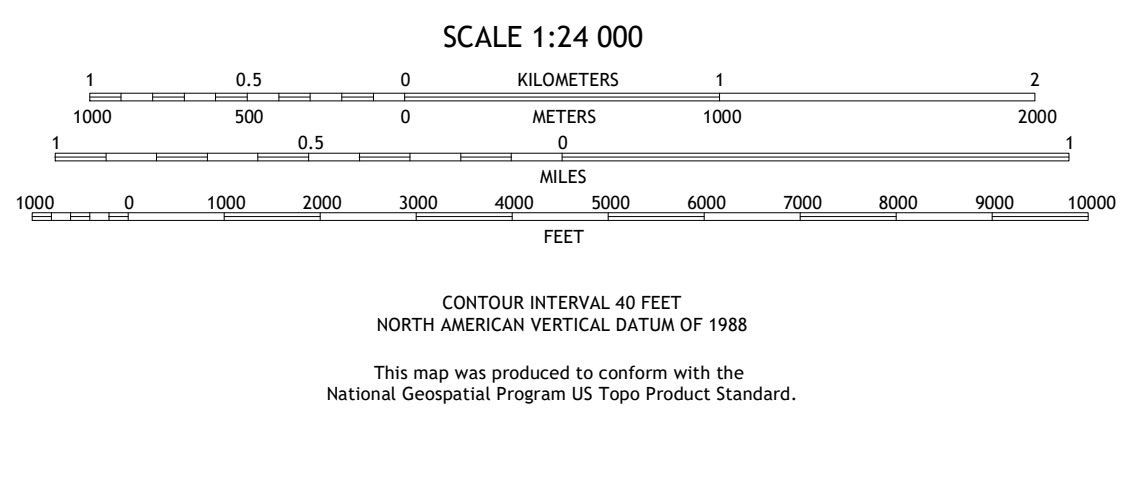 SCALE 1:24 000
1 0.5 0 KILOMETERS 1 2
1000 500 0 METERS 1000 2000
1 0.5 0 1
MILES
1000 0 1000 2000 3000 4000 5000 6000 7000 8000 9000 10000
FEET
CONTOUR INTERVAL 40 FEET
NORTH AMERICAN VERTICAL DATUM OF 1988
This map was produced to conform with the
National Geospatial Program US Topo Product Standard.